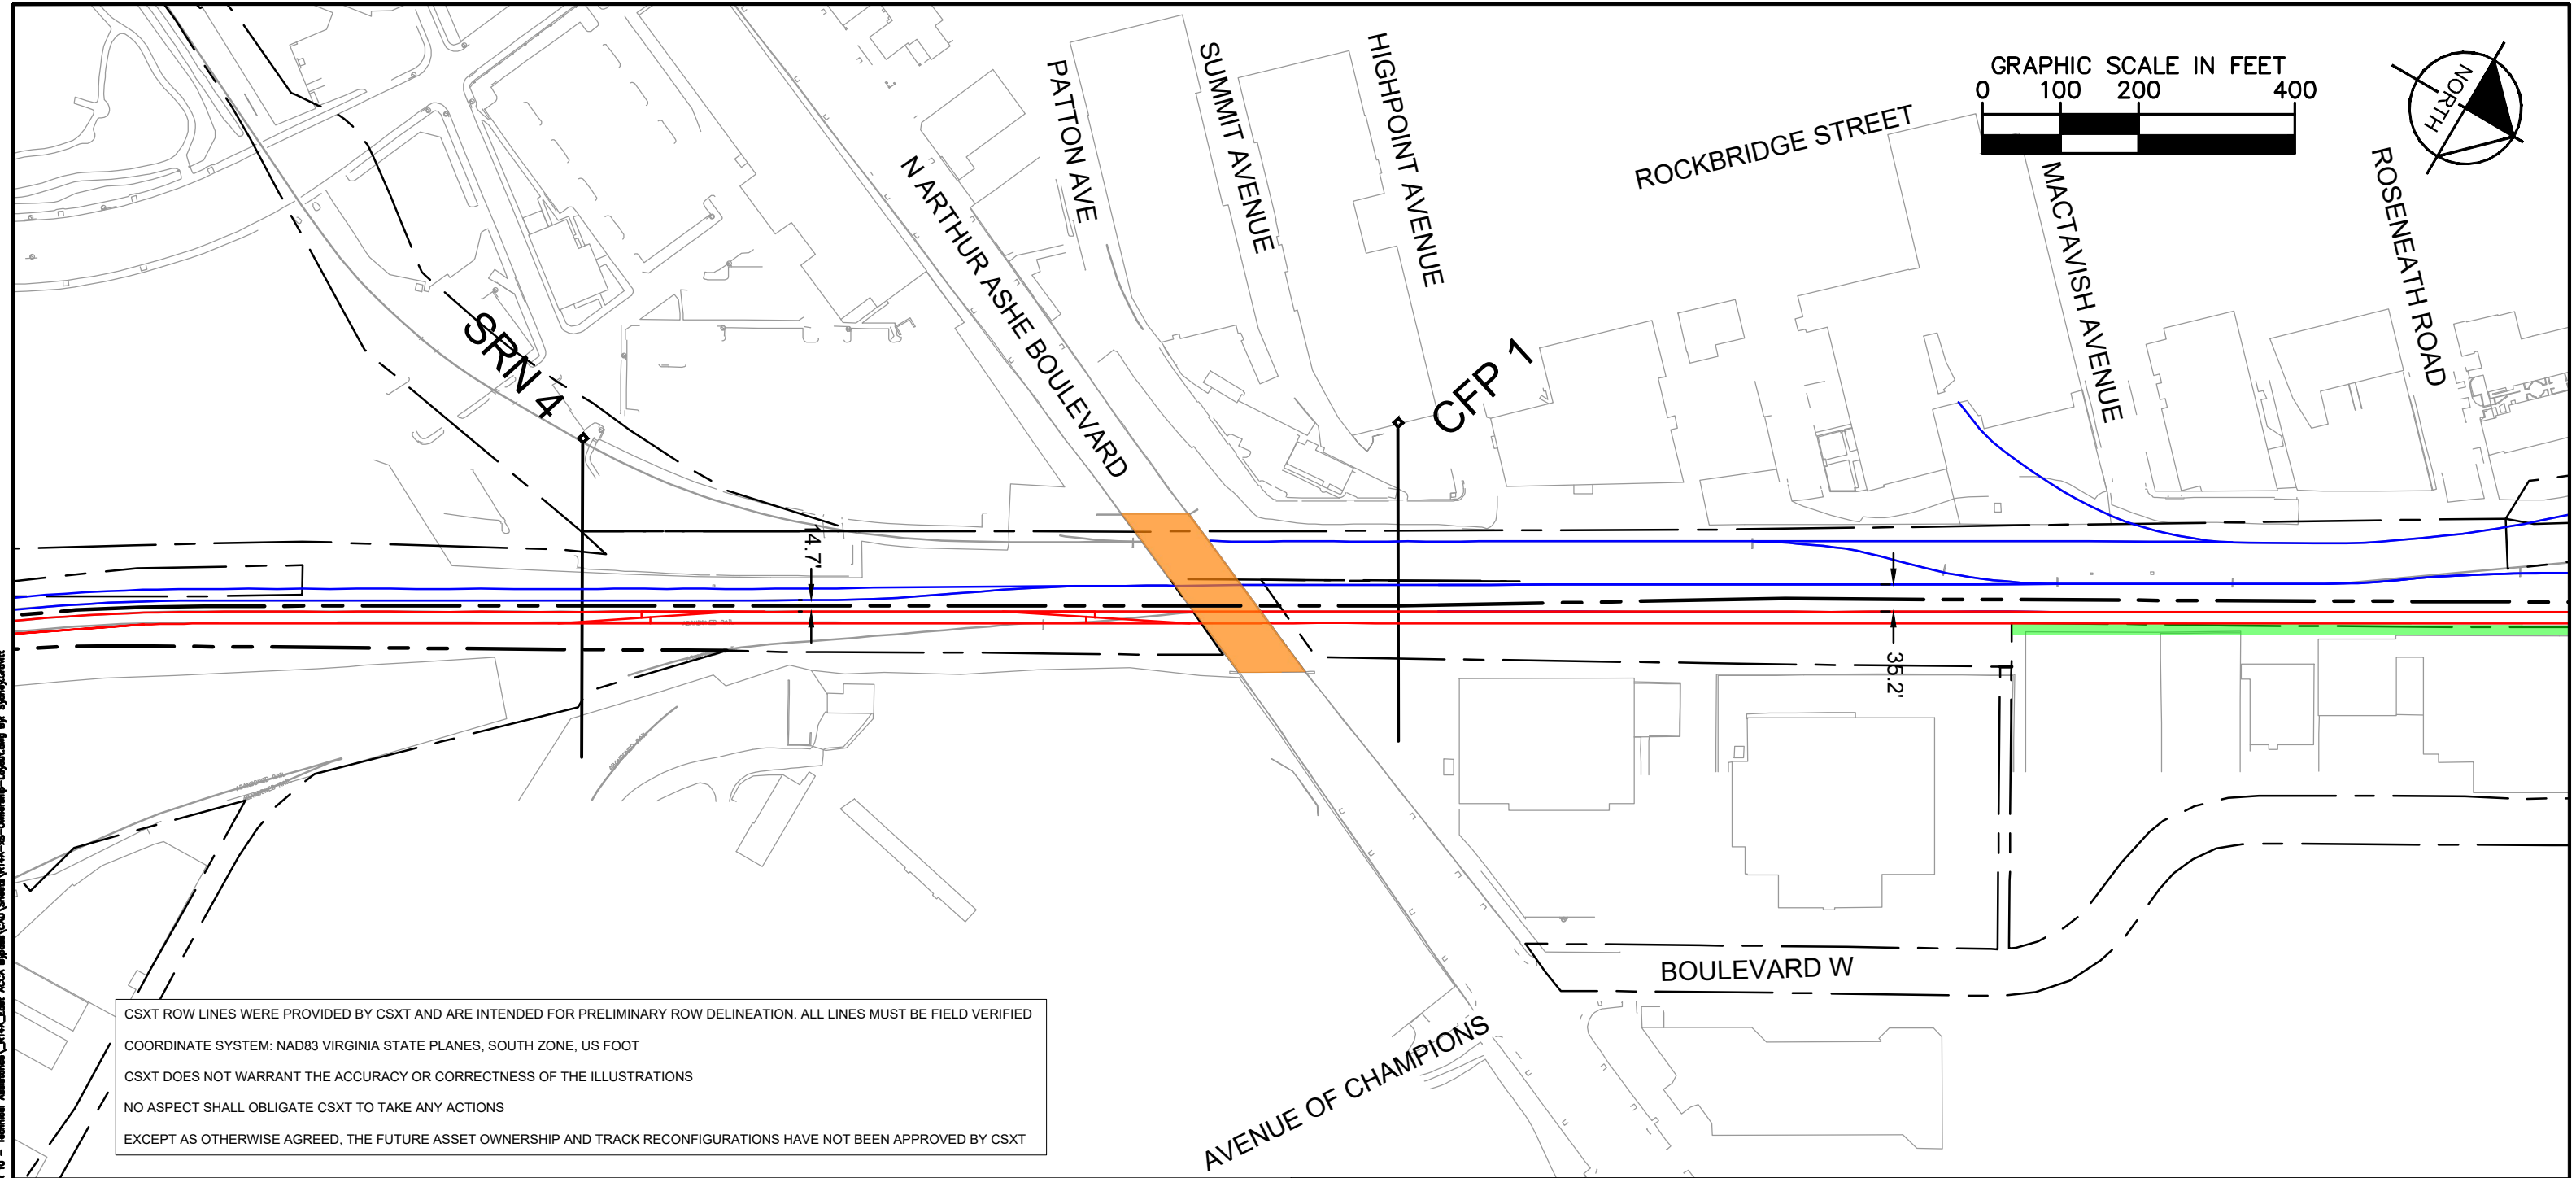 GRAPHIC SCALE IN FEET
0 100 200 400
NORTH
PATTON AVE
SUMMIT AVENUE
HIGHPOINT AVENUE
ROCKBRIDGE STREET
MACTAVISH AVENUE
ROSENEATH ROAD
N ARTHUR ASHE BOULEVARD
SRN 4
CFP 1
14.7'
35.2'
BOULEVARD W
AVENUE OF CHAMPIONS
CSXT ROW LINES WERE PROVIDED BY CSXT AND ARE INTENDED FOR PRELIMINARY ROW DELINEATION. ALL LINES MUST BE FIELD VERIFIED
COORDINATE SYSTEM: NAD83 VIRGINIA STATE PLANES, SOUTH ZONE, US FOOT
CSXT DOES NOT WARRANT THE ACCURACY OR CORRECTNESS OF THE ILLUSTRATIONS
NO ASPECT SHALL OBLIGATE CSXT TO TAKE ANY ACTIONS
EXCEPT AS OTHERWISE AGREED, THE FUTURE ASSET OWNERSHIP AND TRACK RECONFIGURATIONS HAVE NOT BEEN APPROVED BY CSXT